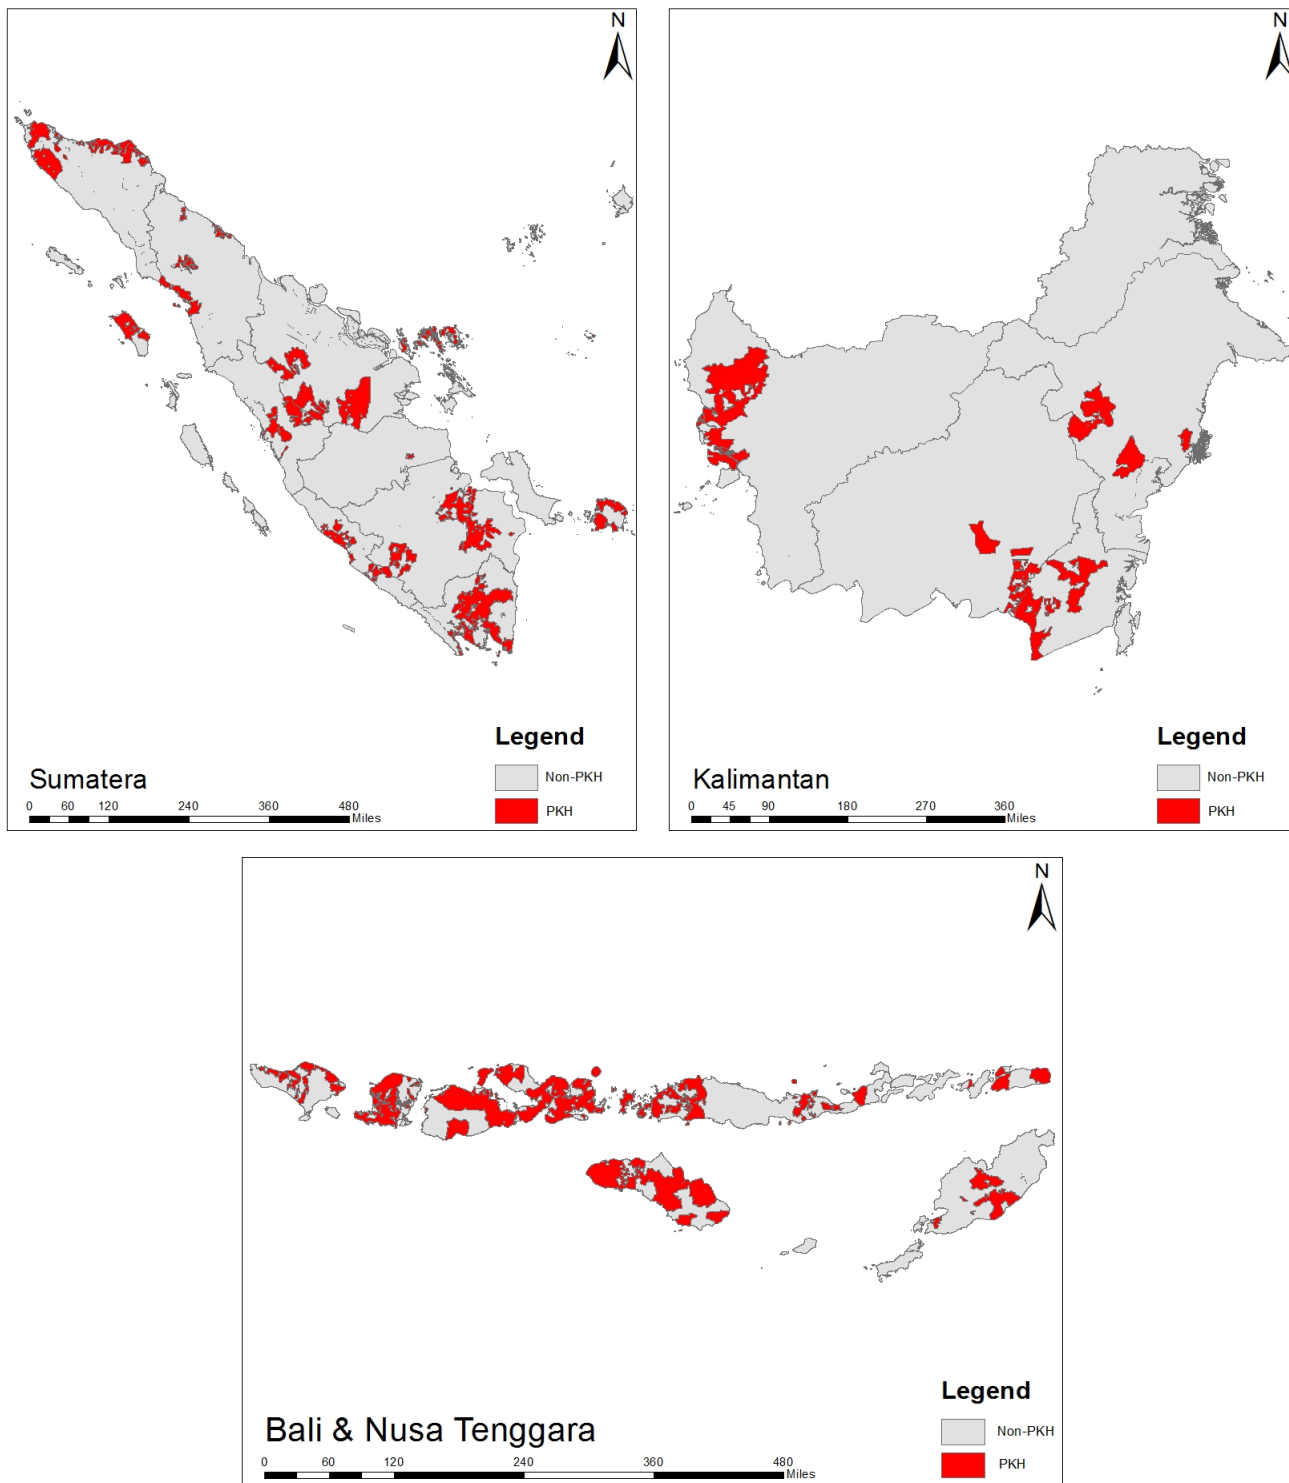 N
Legend
Non-PKH
PKH
Sumatera
0 60 120 240 360 480
Miles
N
Legend
Non-PKH
PKH
Kalimantan
0 45 90 180 270 360
Miles
N
Legend
Non-PKH
PKH
Bali & Nusa Tenggara
0 60 120 240 360 480
Miles